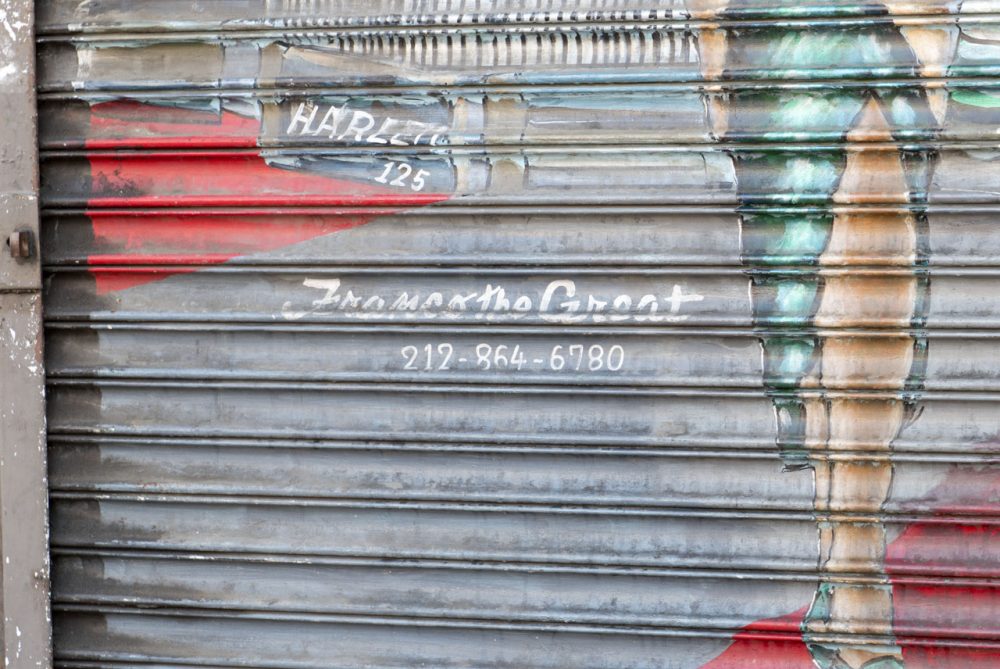 HARLEM
125
Franco the Great
212-864-6780